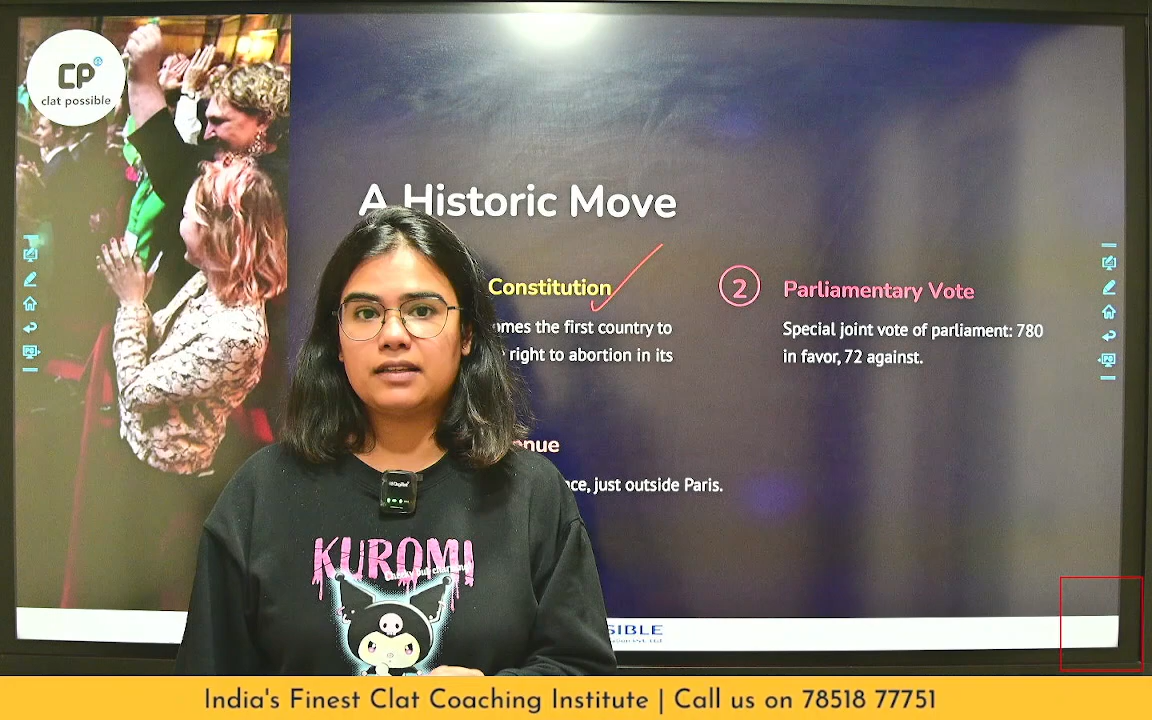 CP
clat possible
A Historic Move
Constitution
omes the first country to
right to abortion in its
2
Parliamentary Vote
Special joint vote of parliament: 780
in favor, 72 against.
nue
nce, just outside Paris.
KUROMI
SIBLE
India's Finest Clat Coaching Institute | Call us on 78518 77751